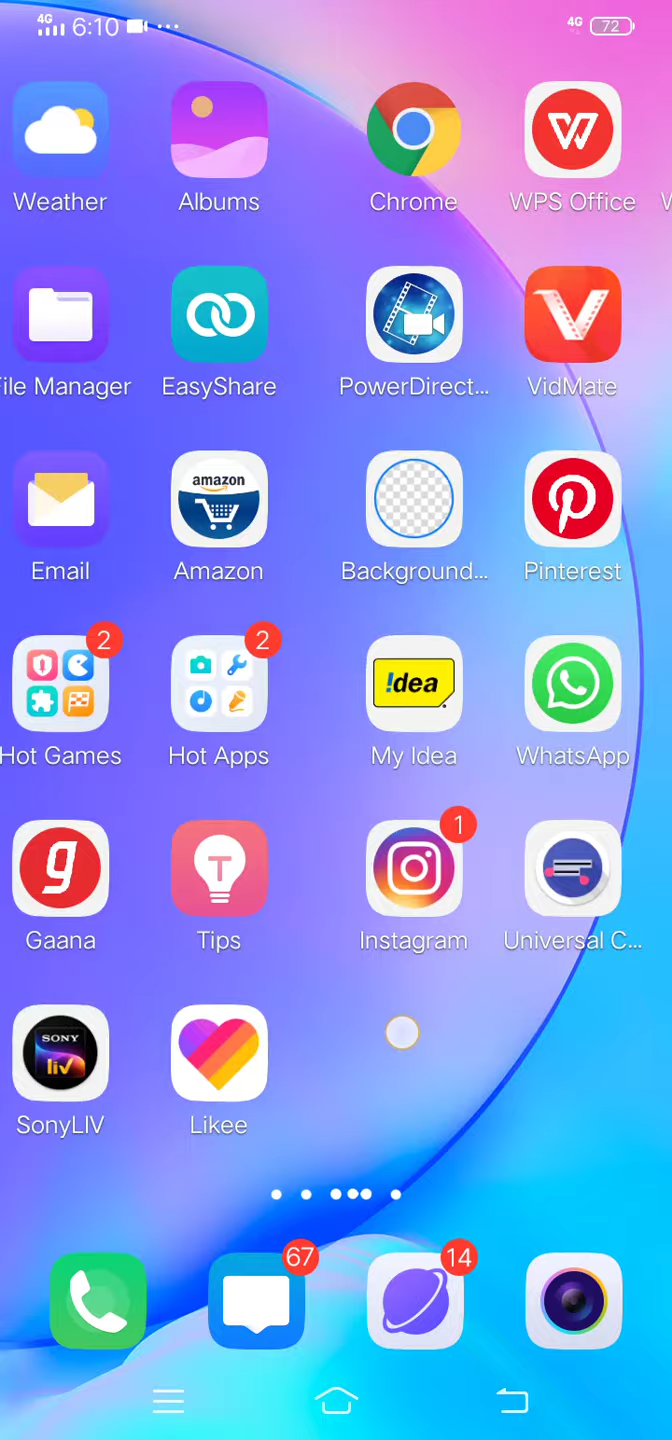 4G 6:10 ... 4G 72
Weather Albums Chrome WPS Office W
File Manager EasyShare PowerDirect... VidMate
amazon
Email Amazon Background... Pinterest
2 2
!dea
Hot Games Hot Apps My Idea WhatsApp
1
g T
Gaana Tips Instagram Universal C...
SONY
liv
SonyLIV Likee
67 14